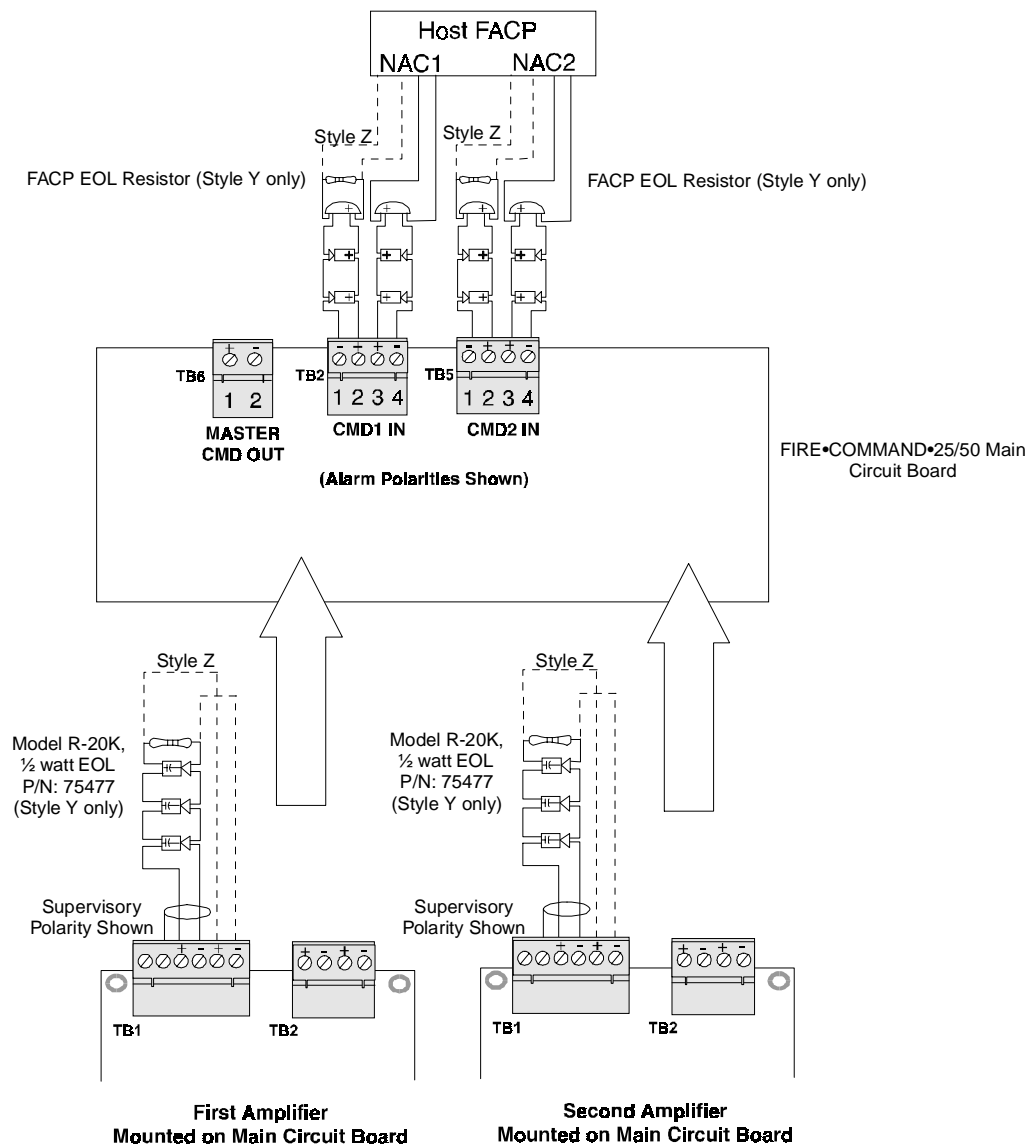 Host FACP
NAC1 NAC2
Style Z Style Z
FACP EOL Resistor (Style Y only) FACP EOL Resistor (Style Y only)
+ + + +
+ + + +
+ + + +
+ - - + + - - + + -
TB6 TB2 TB5
1 2 1 2 3 4 1 2 3 4
MASTER
CMD OUT
CMD1 IN CMD2 IN
(Alarm Polarities Shown)
FIRE•COMMAND•25/50 Main
Circuit Board
Style Z Style Z
Model R-20K,
½ watt EOL
P/N: 75477
(Style Y only)
Model R-20K,
½ watt EOL
P/N: 75477
(Style Y only)
Supervisory
Polarity Shown
Supervisory
Polarity Shown
+ - + - + - + - + - + - + - + -
TB1 TB2 TB1 TB2
First Amplifier
Mounted on Main Circuit Board
Second Amplifier
Mounted on Main Circuit Board